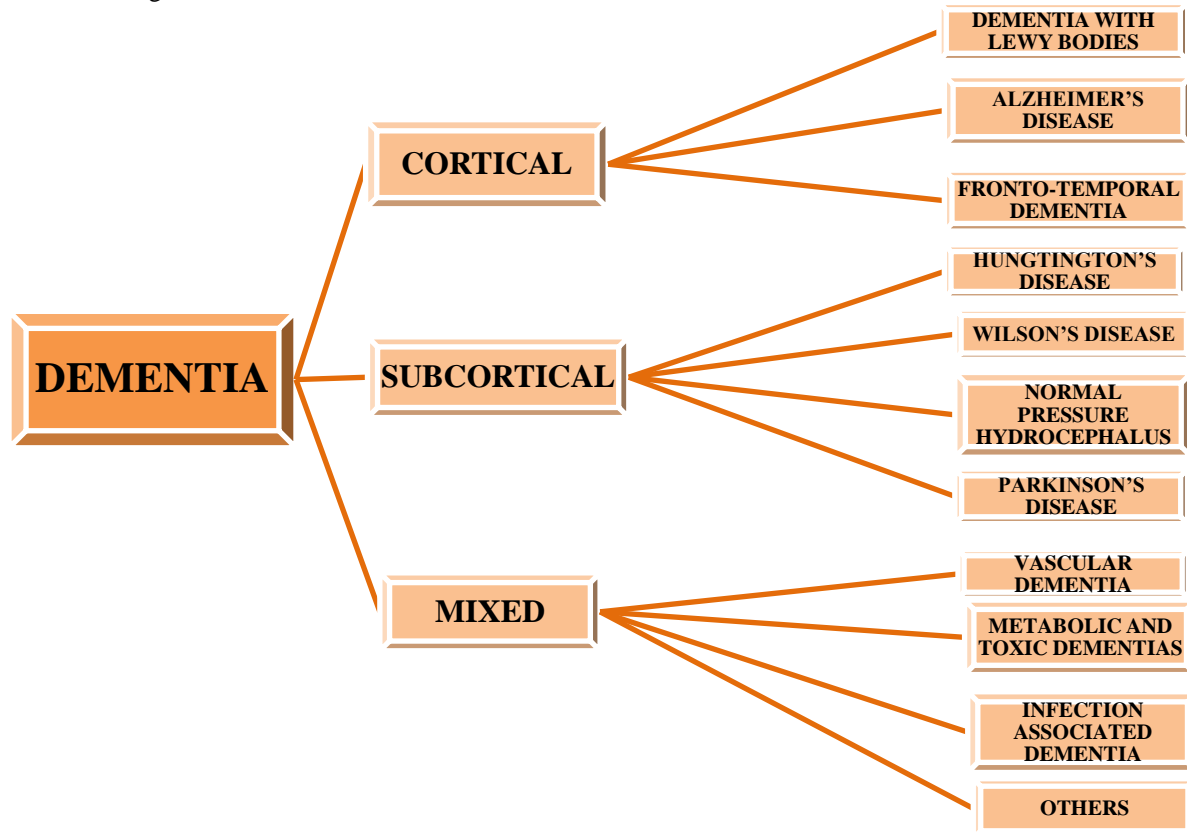 DEMENTIA
CORTICAL
DEMENTIA WITH
LEWY BODIES
ALZHEIMER’S
DISEASE
FRONTO-TEMPORAL
DEMENTIA
SUBCORTICAL
HUNGTINGTON’S
DISEASE
WILSON’S DISEASE
NORMAL
PRESSURE
HYDROCEPHALUS
PARKINSON’S
DISEASE
MIXED
VASCULAR
DEMENTIA
METABOLIC AND
TOXIC DEMENTIAS
INFECTION
ASSOCIATED
DEMENTIA
OTHERS